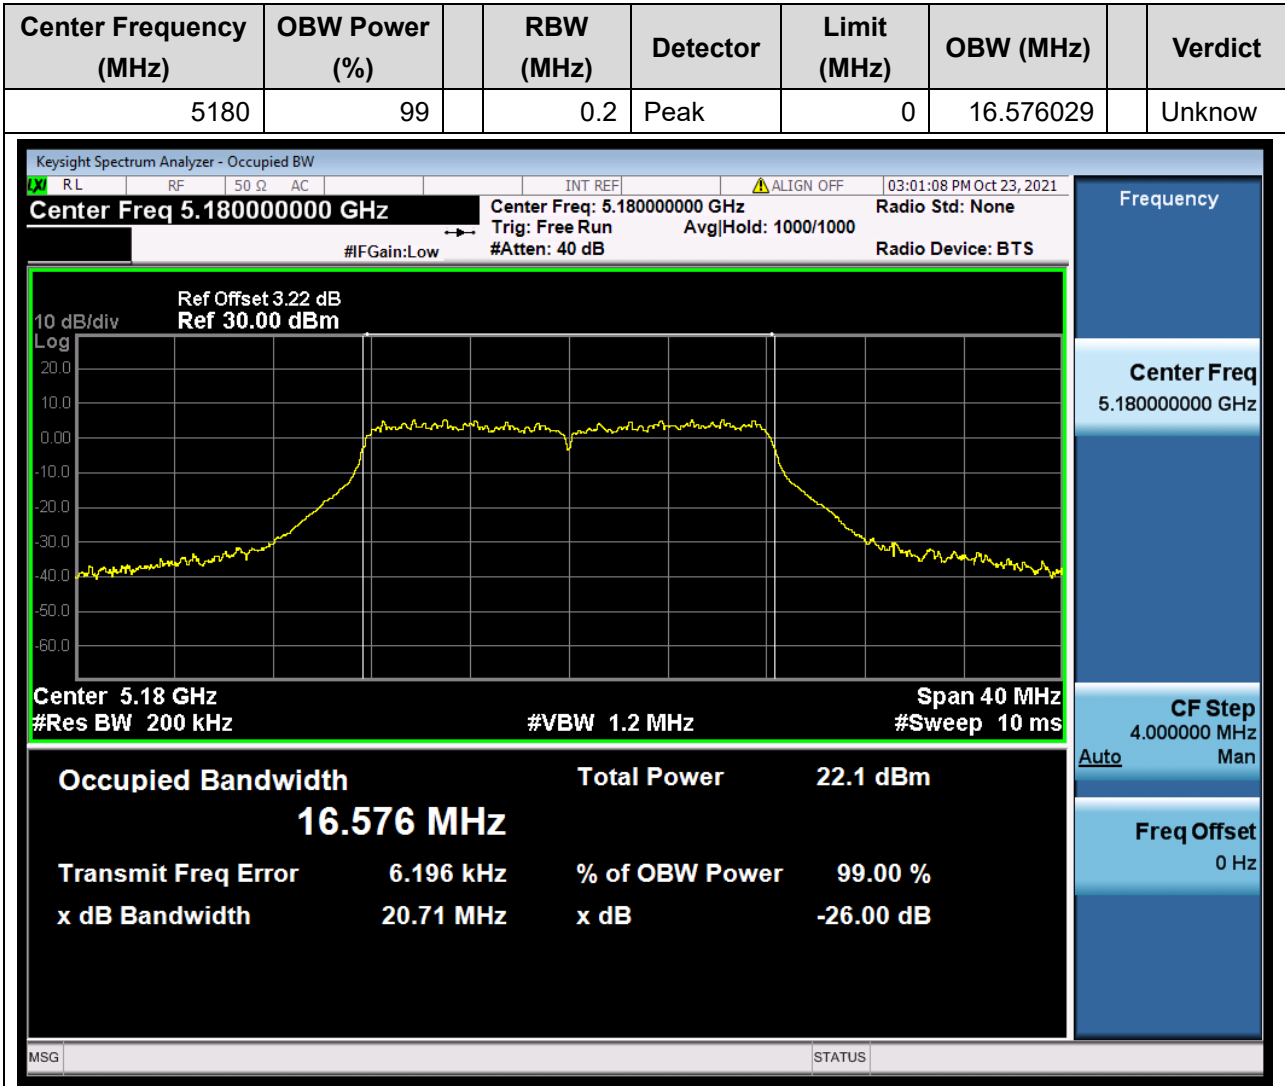 Center Frequency (MHz) OBW Power (%) RBW (MHz) Detector Limit (MHz) OBW (MHz) Verdict
5180 99 0.2 Peak 0 16.576029 Unknow
Keysight Spectrum Analyzer - Occupied BW
LXI RL RF 50 Ω AC INT REF ALIGN OFF 03:01:08 PM Oct 23, 2021
Center Freq 5.180000000 GHz Center Freq: 5.180000000 GHz Radio Std: None
Trig: Free Run Avg|Hold: 1000/1000
#IFGain:Low #Atten: 40 dB Radio Device: BTS
Ref Offset 3.22 dB
10 dB/div Ref 30.00 dBm
Log
20.0
10.0
0.00
-10.0
-20.0
-30.0
-40.0
-50.0
-60.0
Center 5.18 GHz Span 40 MHz
#Res BW 200 kHz #VBW 1.2 MHz #Sweep 10 ms
Occupied Bandwidth Total Power 22.1 dBm
16.576 MHz
Transmit Freq Error 6.196 kHz % of OBW Power 99.00 %
x dB Bandwidth 20.71 MHz x dB -26.00 dB
MSG STATUS
Frequency
Center Freq
5.180000000 GHz
CF Step
4.000000 MHz
Auto Man
Freq Offset
0 Hz